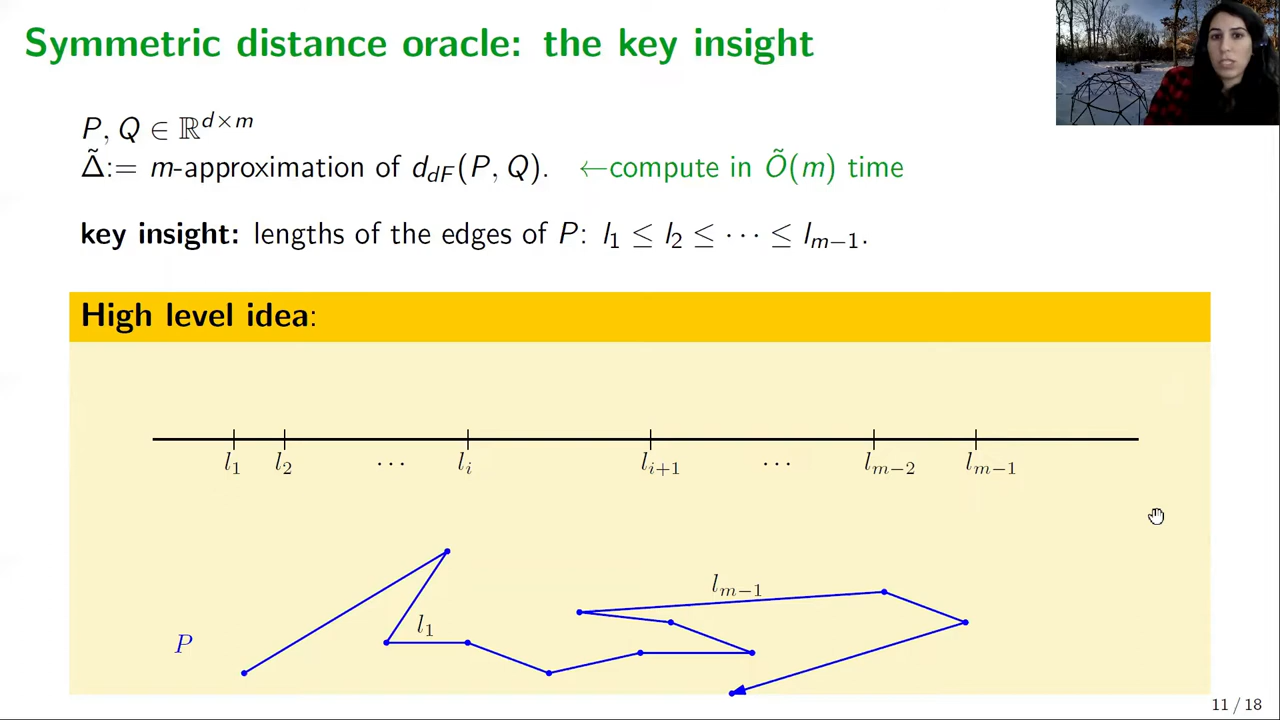 Symmetric distance oracle: the key insight
P, Q ∈ ℝ^{d×m}
Δ̃:= m-approximation of d_{dF}(P, Q). ←compute in Õ(m) time
key insight: lengths of the edges of P: l_1 ≤ l_2 ≤ ⋯ ≤ l_{m−1}.
High level idea:
l_1 l_2 ⋯ l_i l_{i+1} ⋯ l_{m−2} l_{m−1}
l_{m−1}
l_1
P
11 / 18